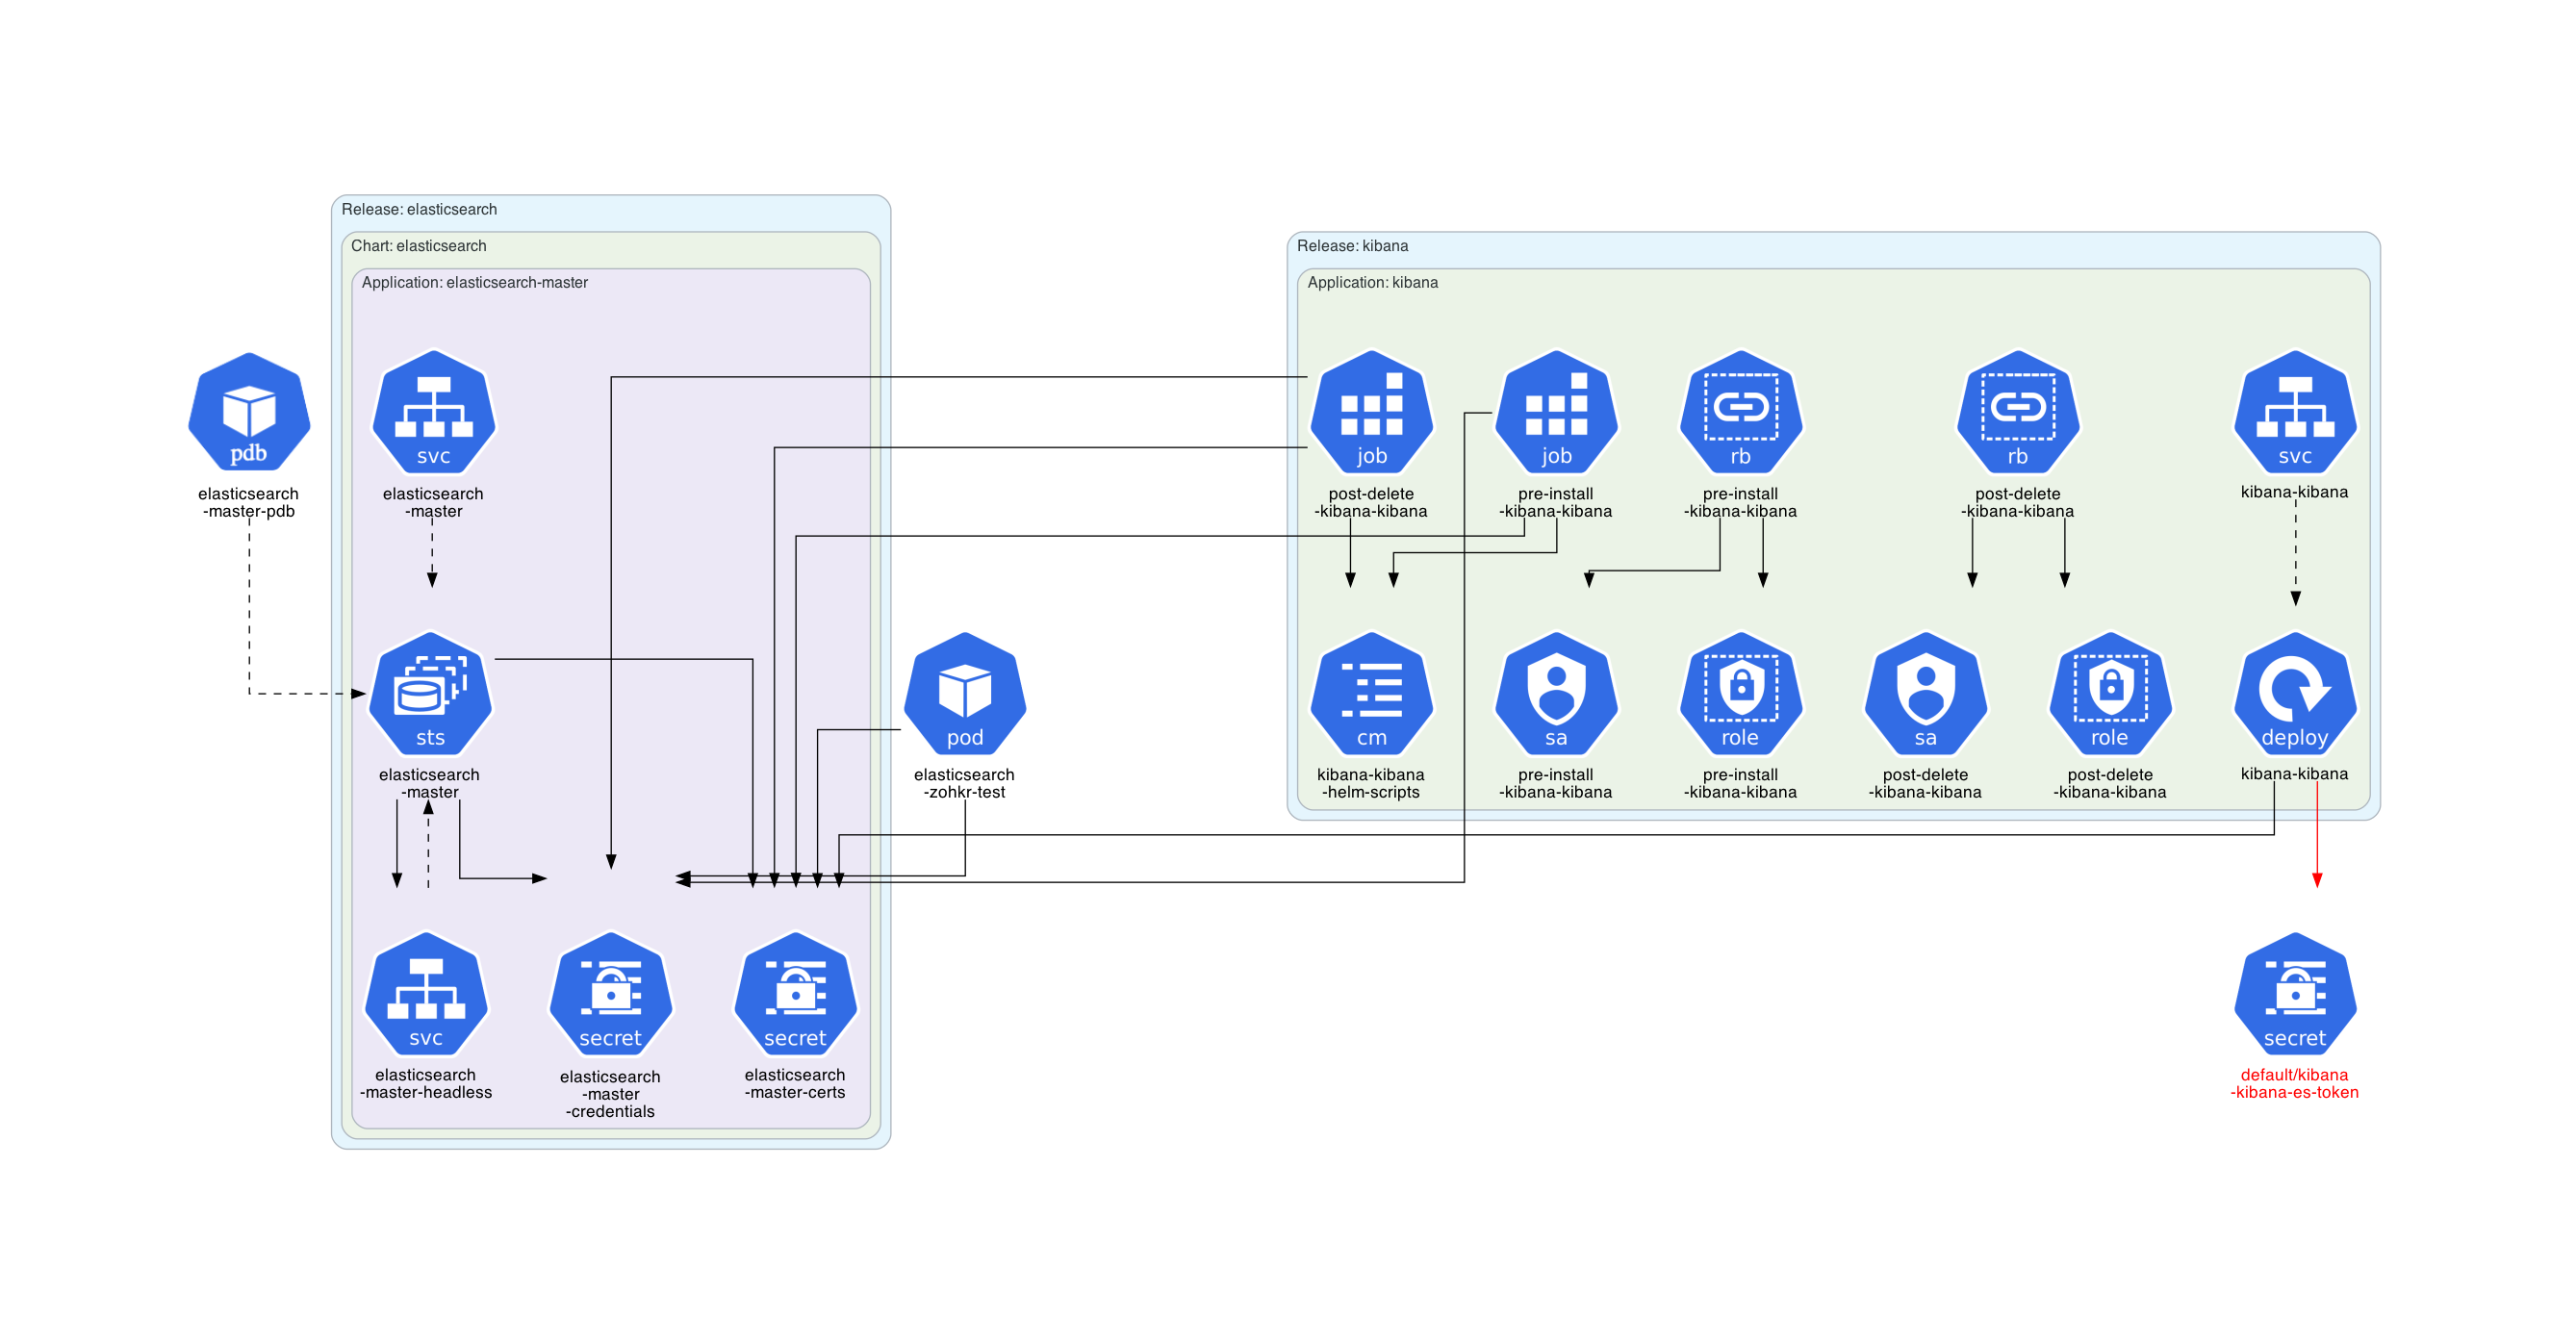 Release: elasticsearch
Chart: elasticsearch
Application: elasticsearch-master
Release: kibana
Application: kibana
pdb
elasticsearch
-master-pdb
svc
elasticsearch
-master
job
post-delete
-kibana-kibana
job
pre-install
-kibana-kibana
rb
pre-install
-kibana-kibana
rb
post-delete
-kibana-kibana
svc
kibana-kibana
sts
elasticsearch
-master
pod
elasticsearch
-zohkr-test
cm
kibana-kibana
-helm-scripts
sa
pre-install
-kibana-kibana
role
pre-install
-kibana-kibana
sa
post-delete
-kibana-kibana
role
post-delete
-kibana-kibana
deploy
kibana-kibana
svc
elasticsearch
-master-headless
secret
elasticsearch
-master
-credentials
secret
elasticsearch
-master-certs
secret
default/kibana
-kibana-es-token